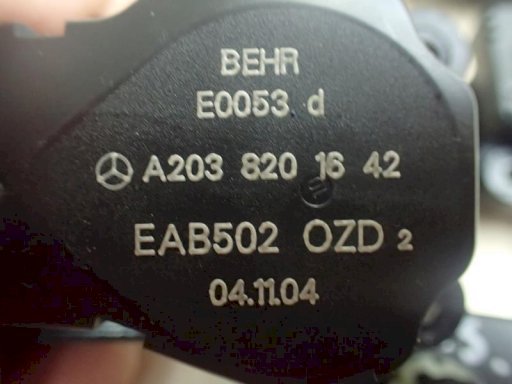 BEHR
E0053 d
A203 820 16 42
EAB502 OZD 2
04.11.04